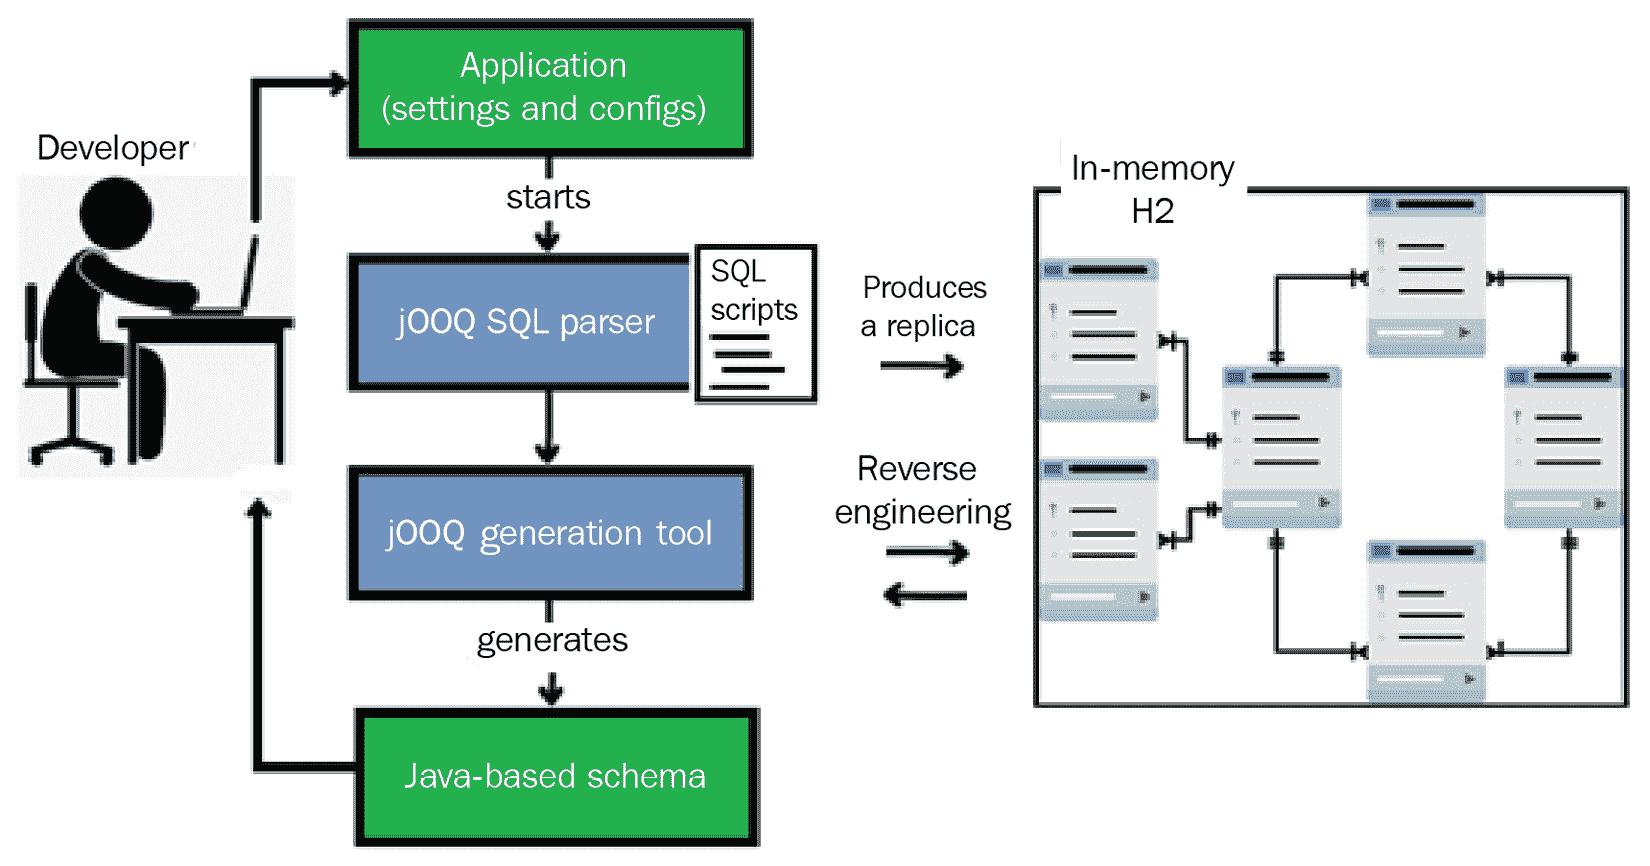 Application
(settings and configs)
Developer
starts
In-memory
H2
jOOQ SQL parser
SQL
scripts
Produces
a replica
jOOQ generation tool
Reverse
engineering
generates
Java-based schema